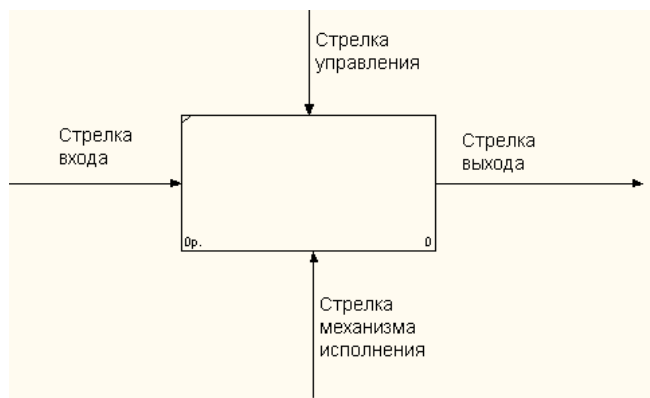 Стрелка
управления
Стрелка
входа
Стрелка
выхода
0р.
0
Стрелка
механизма
исполнения